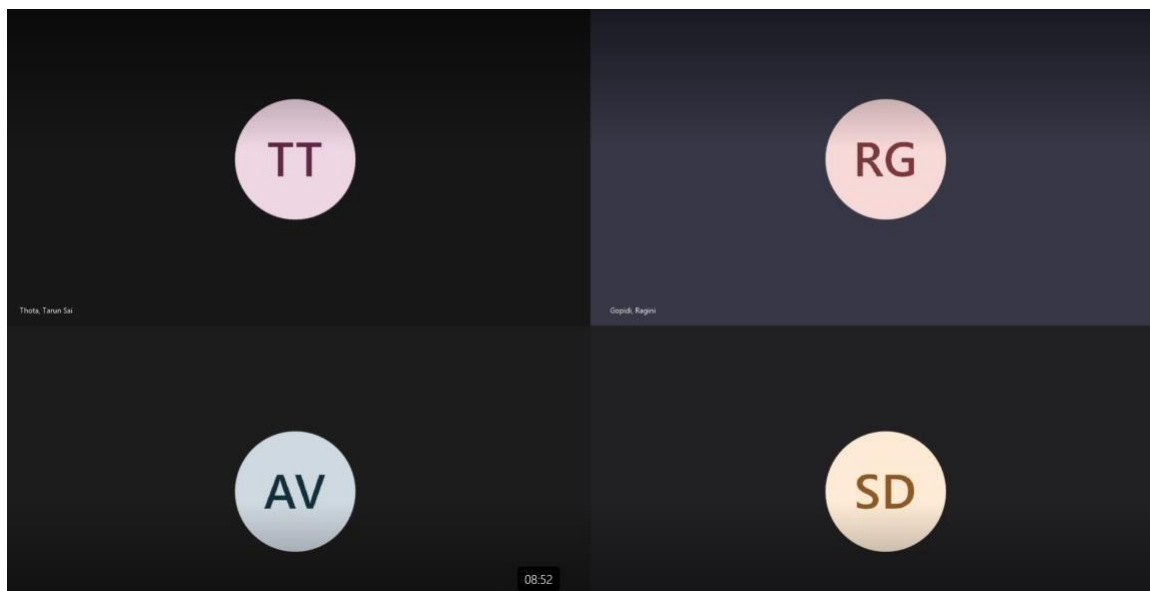 TT
RG
Thota, Tarun Sai
Gopidi, Ragini
AV
SD
08:52